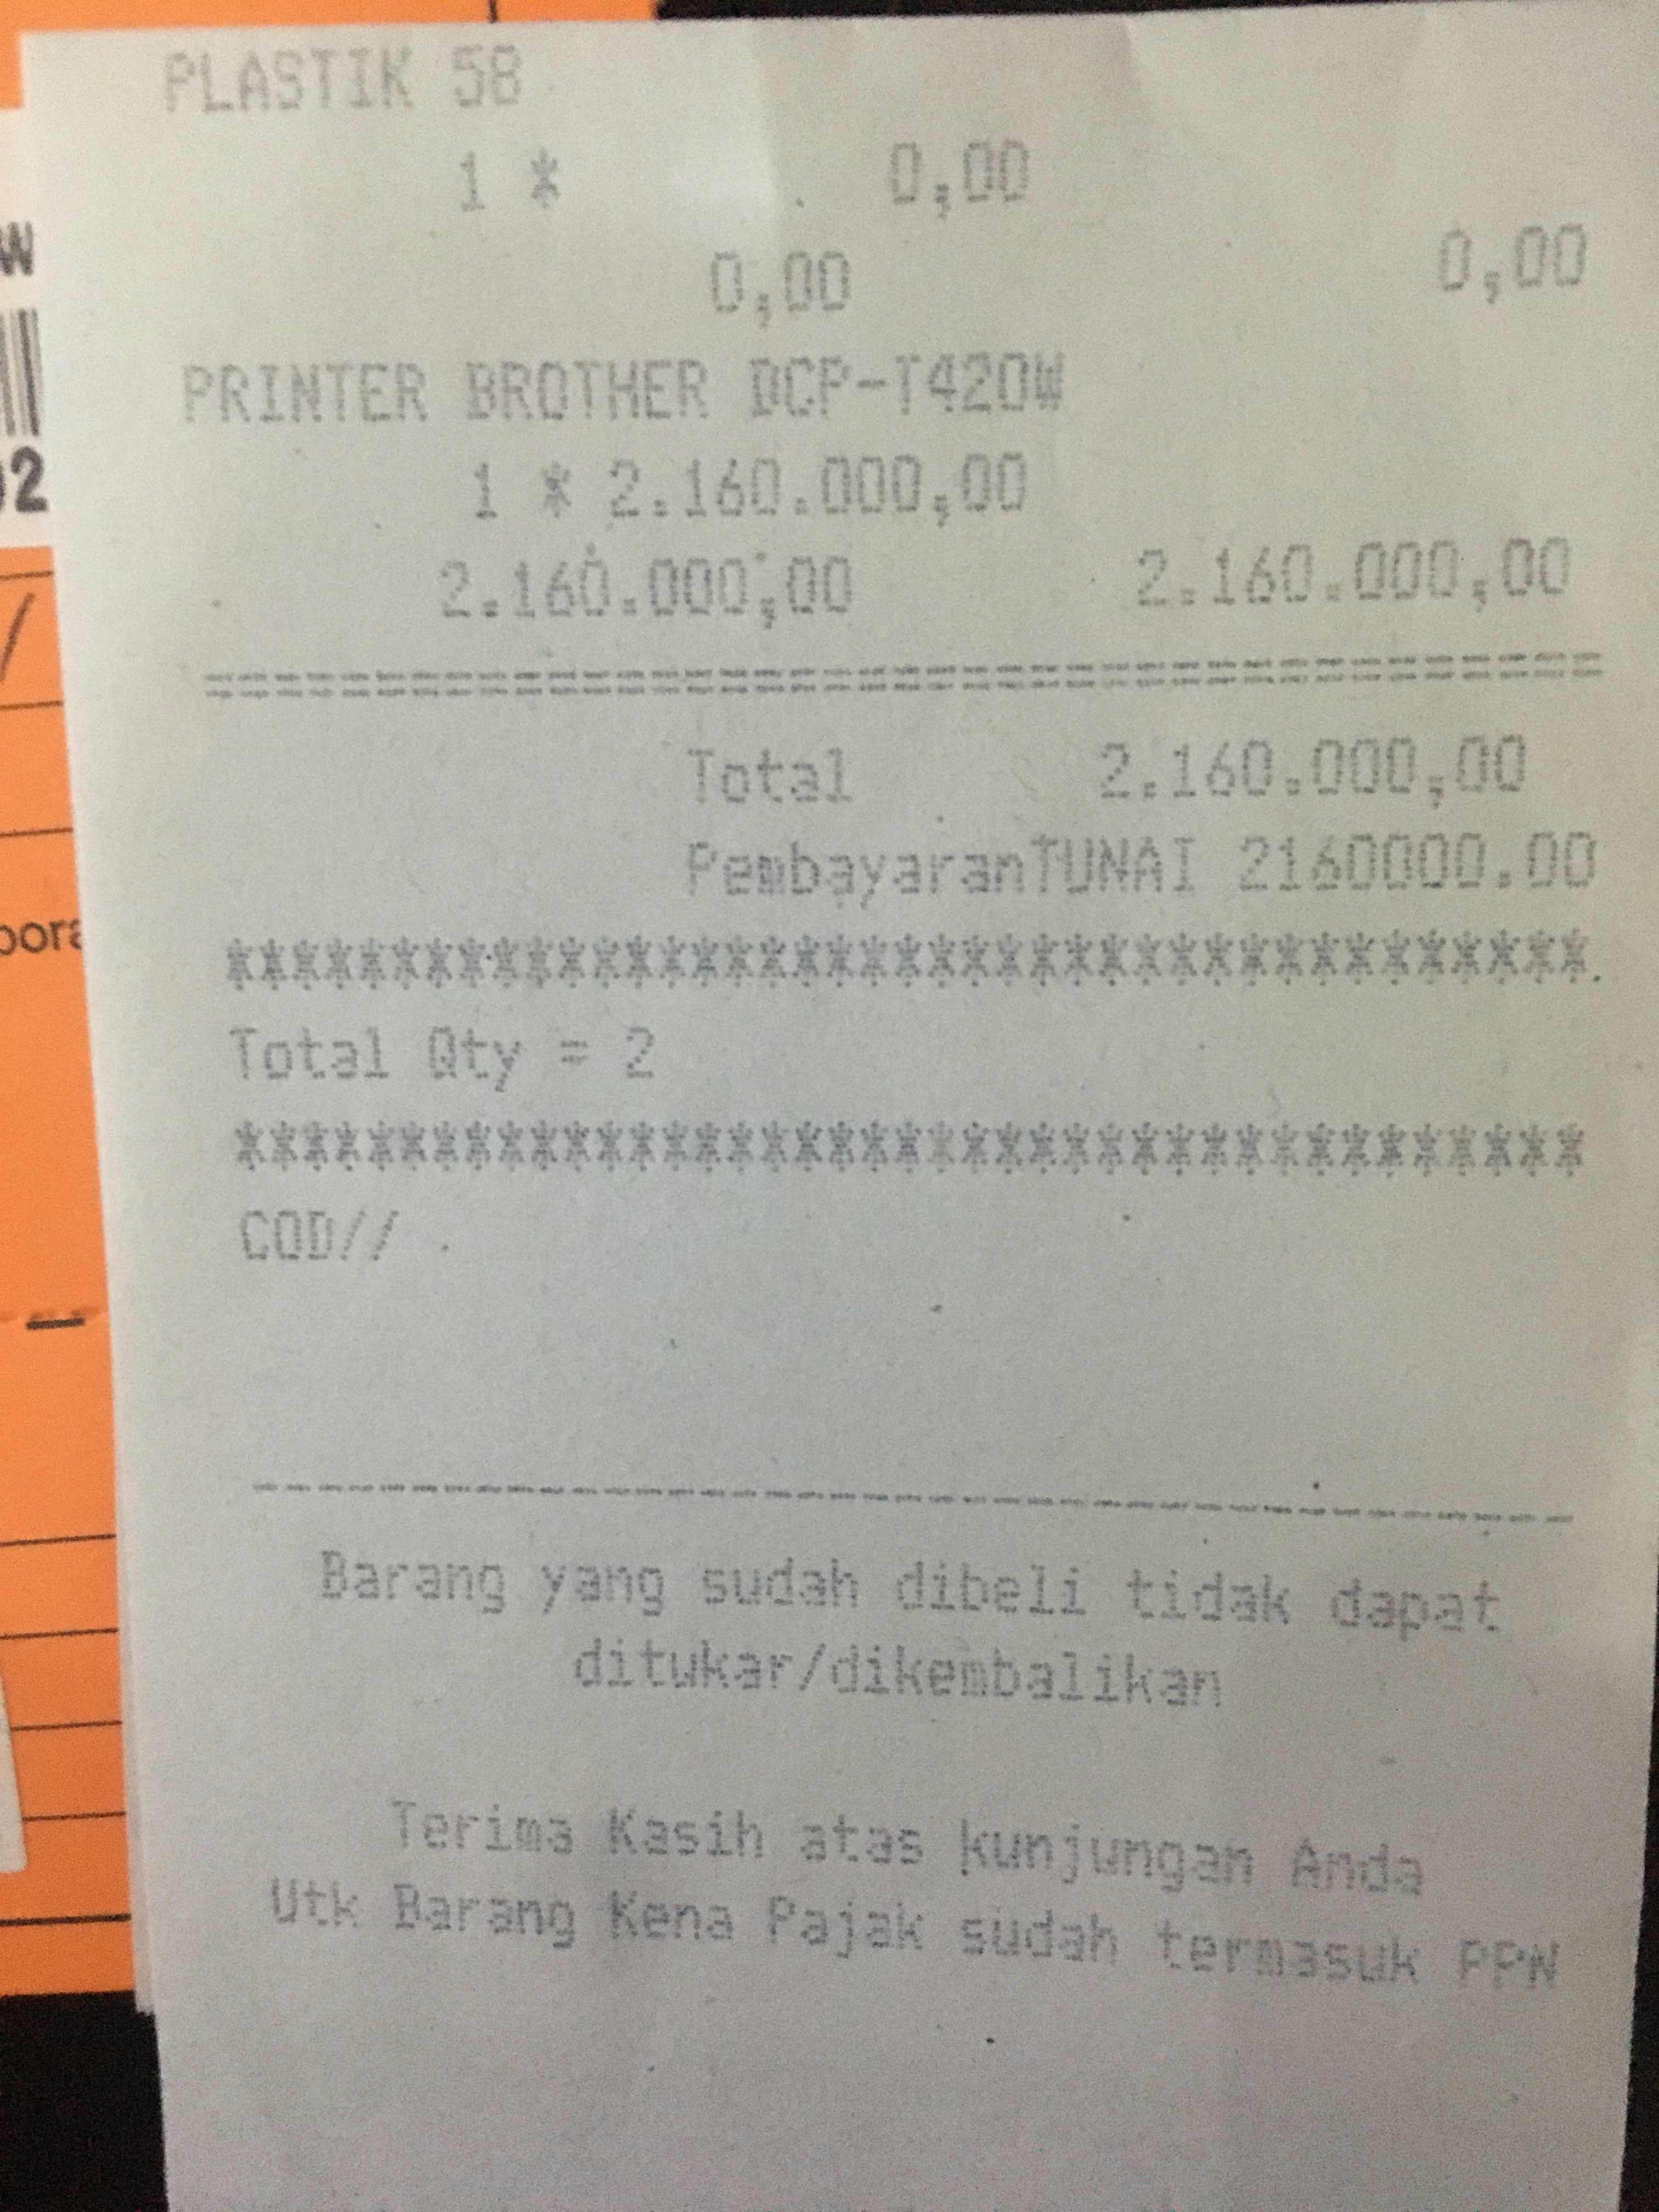 PLASTIK 58
1 * 0,00
0,00 0,00
PRINTER BROTHER DCP-T420W
1 * 2.160.000,00
2.160.000,00 2.160.000,00
========================================
Total 2.160.000,00
PembayaranTUNAI 2160000.00
****************************************
Total Qty = 2
****************************************
COD//
----------------------------------------
Barang yang sudah dibeli tidak dapat
ditukar/dikembalikan
Terima Kasih atas kunjungan Anda
Utk Barang Kena Pajak sudah termasuk PPN
W
02
/
pora